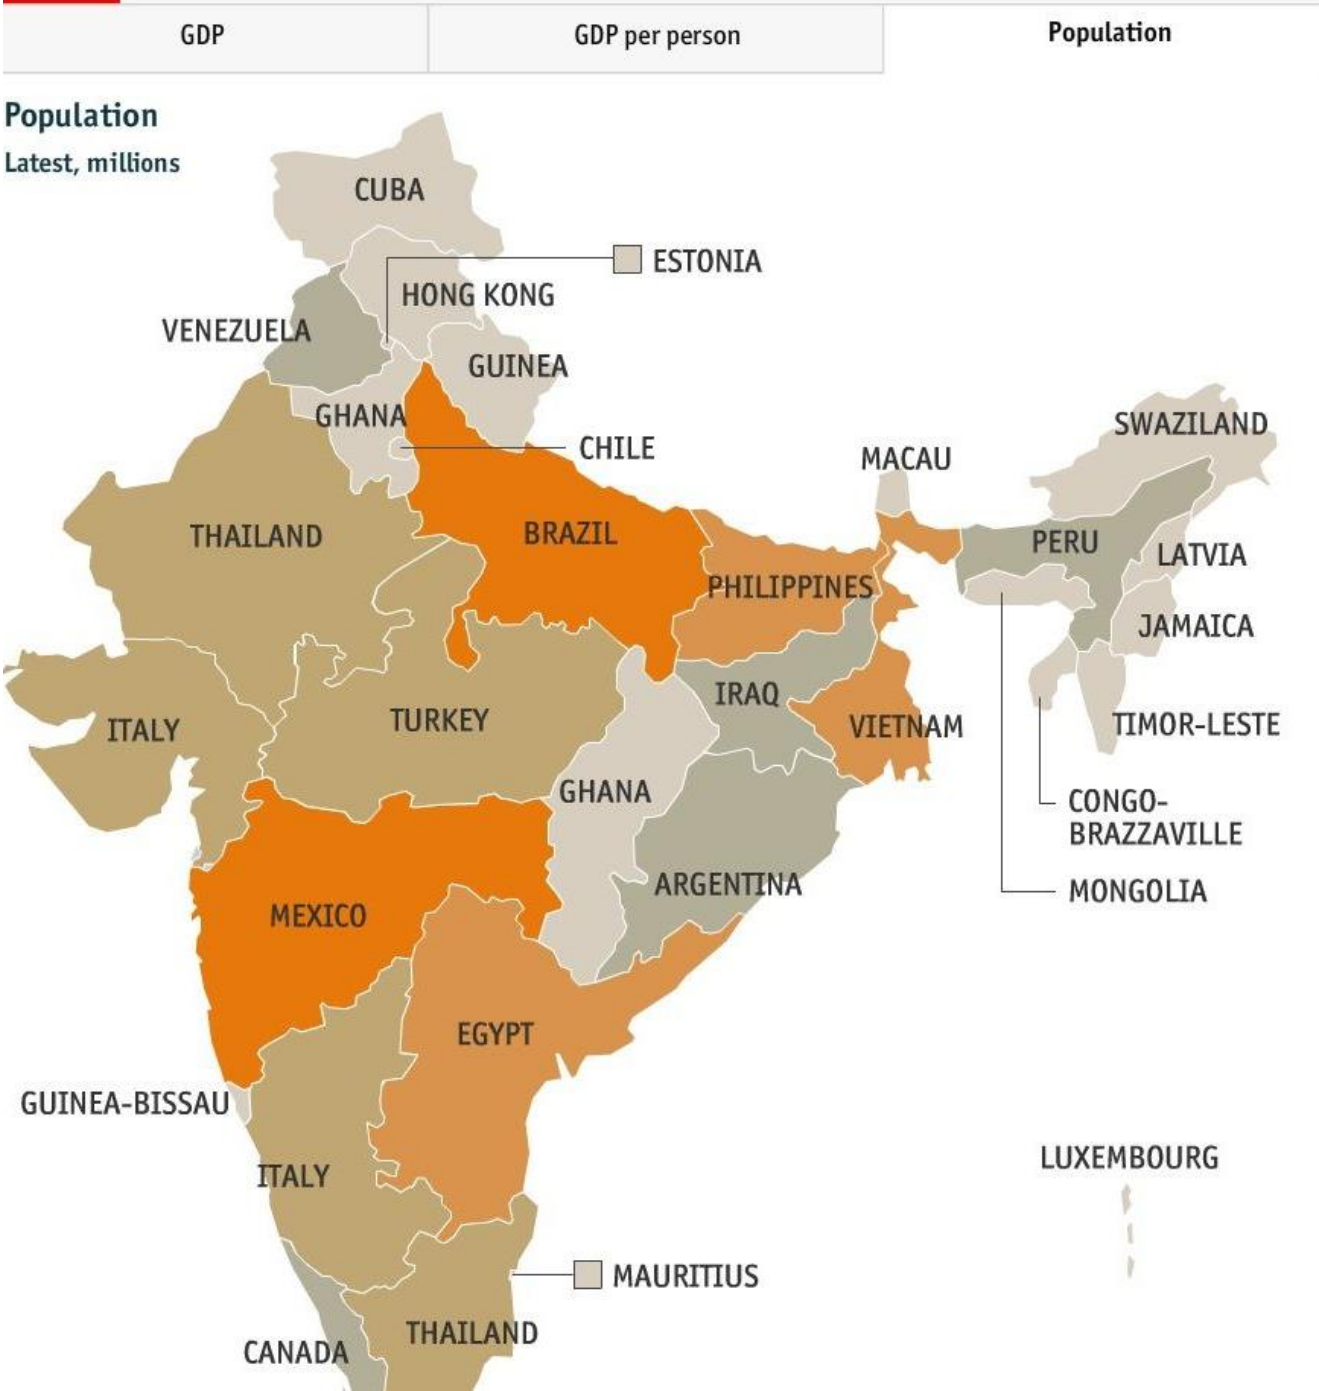 GDP
GDP per person
Population
Population
Latest, millions
CUBA
ESTONIA
HONG KONG
VENEZUELA
GUINEA
GHANA
SWAZILAND
CHILE
MACAU
THAILAND
BRAZIL
PERU
LATVIA
PHILIPPINES
JAMAICA
IRAQ
ITALY
TURKEY
VIETNAM
TIMOR-LESTE
GHANA
CONGO-
BRAZZAVILLE
ARGENTINA
MONGOLIA
MEXICO
EGYPT
GUINEA-BISSAU
LUXEMBOURG
ITALY
MAURITIUS
THAILAND
CANADA